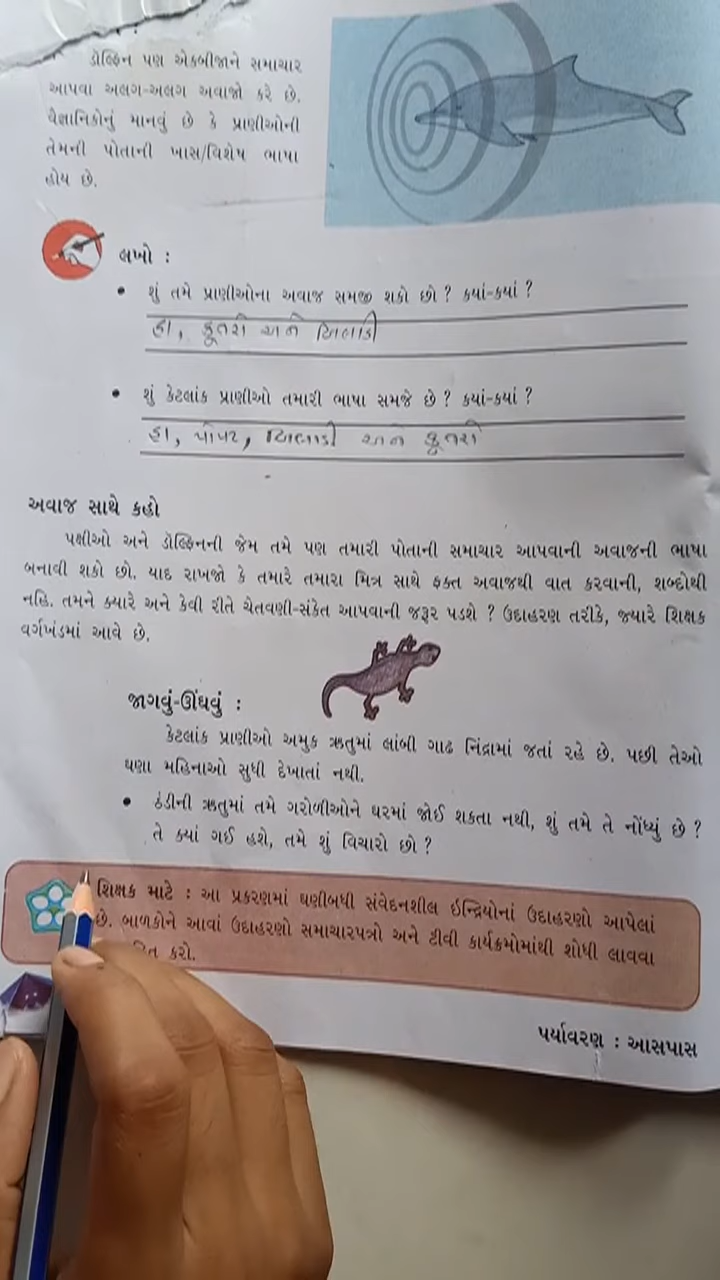 ડૉલ્ફિન પણ એકબીજાને સમાચાર
આપવા અલગ-અલગ અવાજો કરે છે.
વૈજ્ઞાનિકોનું માનવું છે કે પ્રાણીઓની
તેમની પોતાની ખાસ/વિશેષ ભાષા
હોય છે.
લખો :
• શું તમે પ્રાણીઓના અવાજ સમજી શકો છો ? કયાં-કયાં ?
હા, કૂતરો અને બિલાડી
• શું કેટલાંક પ્રાણીઓ તમારી ભાષા સમજે છે ? કયાં-કયાં ?
હા, પોપટ, બિલાડી અને કૂતરો
અવાજ સાથે કહો
પક્ષીઓ અને ડૉલ્ફિનની જેમ તમે પણ તમારી પોતાની સમાચાર આપવાની અવાજની ભાષા
બનાવી શકો છો. યાદ રાખજો કે તમારે તમારા મિત્ર સાથે ફક્ત અવાજથી વાત કરવાની, શબ્દોથી
નહિ. તમને ક્યારે અને કેવી રીતે ચેતવણી-સંકેત આપવાની જરૂર પડશે ? ઉદાહરણ તરીકે, જ્યારે શિક્ષક
વર્ગખંડમાં આવે છે.
જાગવું-ઊંઘવું :
કેટલાંક પ્રાણીઓ અમુક ઋતુમાં લાંબી ગાઢ નિંદ્રામાં જતાં રહે છે. પછી તેઓ
ઘણા મહિનાઓ સુધી દેખાતાં નથી.
• ઠંડીની ઋતુમાં તમે ગરોળીઓને ઘરમાં જોઈ શકતા નથી, શું તમે તે નોંધ્યું છે ?
તે ક્યાં ગઈ હશે, તમે શું વિચારો છો ?
શિક્ષક માટે : આ પ્રકરણમાં ઘણીબધી સંવેદનશીલ ઇન્દ્રિયોનાં ઉદાહરણો આપેલાં
છે. બાળકોને આવાં ઉદાહરણો સમાચારપત્રો અને ટીવી કાર્યક્રમોમાંથી શોધી લાવવા
કરો.
પર્યાવરણ : આસપાસ